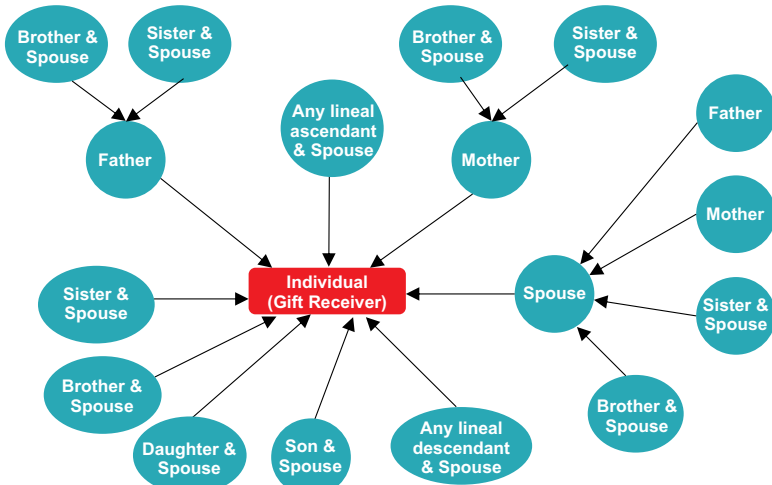 Brother &
Spouse
Sister &
Spouse
Brother &
Spouse
Sister &
Spouse
Any lineal
ascendant
& Spouse
Father
Mother
Father
Mother
Individual
(Gift Receiver)
Spouse
Sister &
Spouse
Sister &
Spouse
Brother &
Spouse
Brother &
Spouse
Daughter &
Spouse
Son &
Spouse
Any lineal
descendant
& Spouse